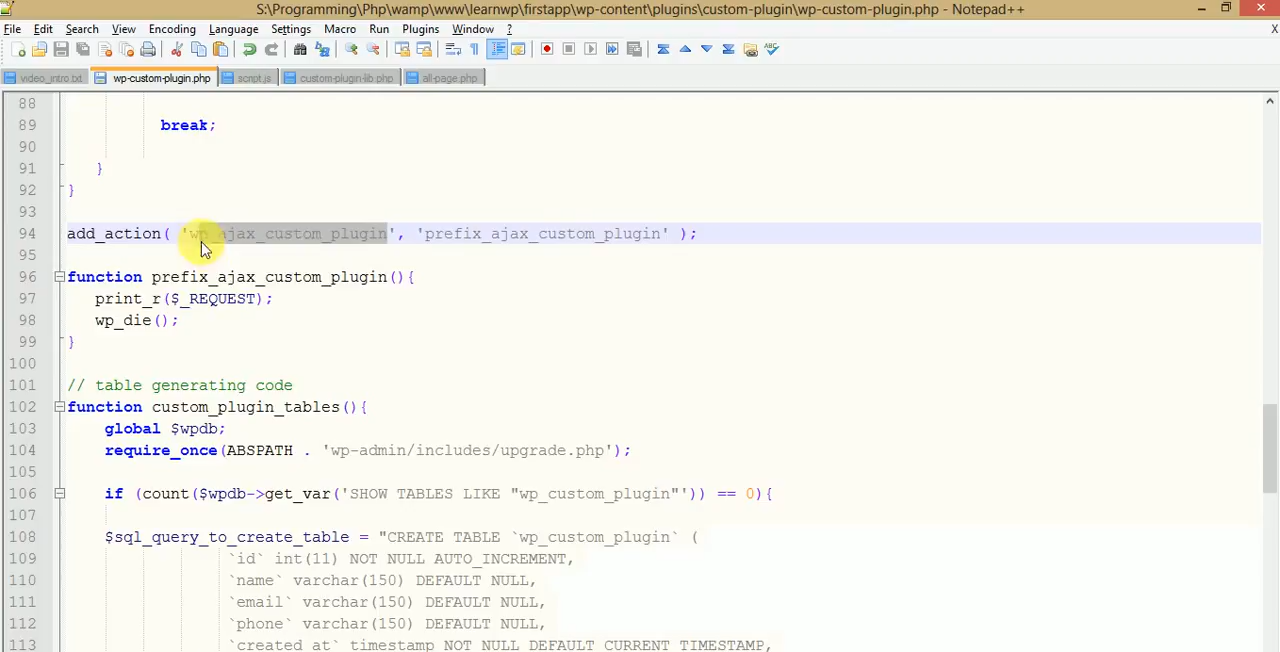 S:\Programming\Php\wamp\www\learnwp\firstapp\wp-content\plugins\custom-plugin\wp-custom-plugin.php - Notepad++
File Edit Search View Encoding Language Settings Macro Run Plugins Window ? X
video_intro.txt wp-custom-plugin.php script.js custom-plugin-lib.php all-page.php
88
89 break;
90
91 }
92 }
93
94 add_action( 'wp_ajax_custom_plugin', 'prefix_ajax_custom_plugin' );
95
96 function prefix_ajax_custom_plugin(){
97 print_r($_REQUEST);
98 wp_die();
99 }
100
101 // table generating code
102 function custom_plugin_tables(){
103 global $wpdb;
104 require_once(ABSPATH . 'wp-admin/includes/upgrade.php');
105
106 if (count($wpdb->get_var('SHOW TABLES LIKE "wp_custom_plugin"')) == 0){
107
108 $sql_query_to_create_table = "CREATE TABLE `wp_custom_plugin` (
109 `id` int(11) NOT NULL AUTO_INCREMENT,
110 `name` varchar(150) DEFAULT NULL,
111 `email` varchar(150) DEFAULT NULL,
112 `phone` varchar(150) DEFAULT NULL,
113 `created_at` timestamp NOT NULL DEFAULT CURRENT_TIMESTAMP,